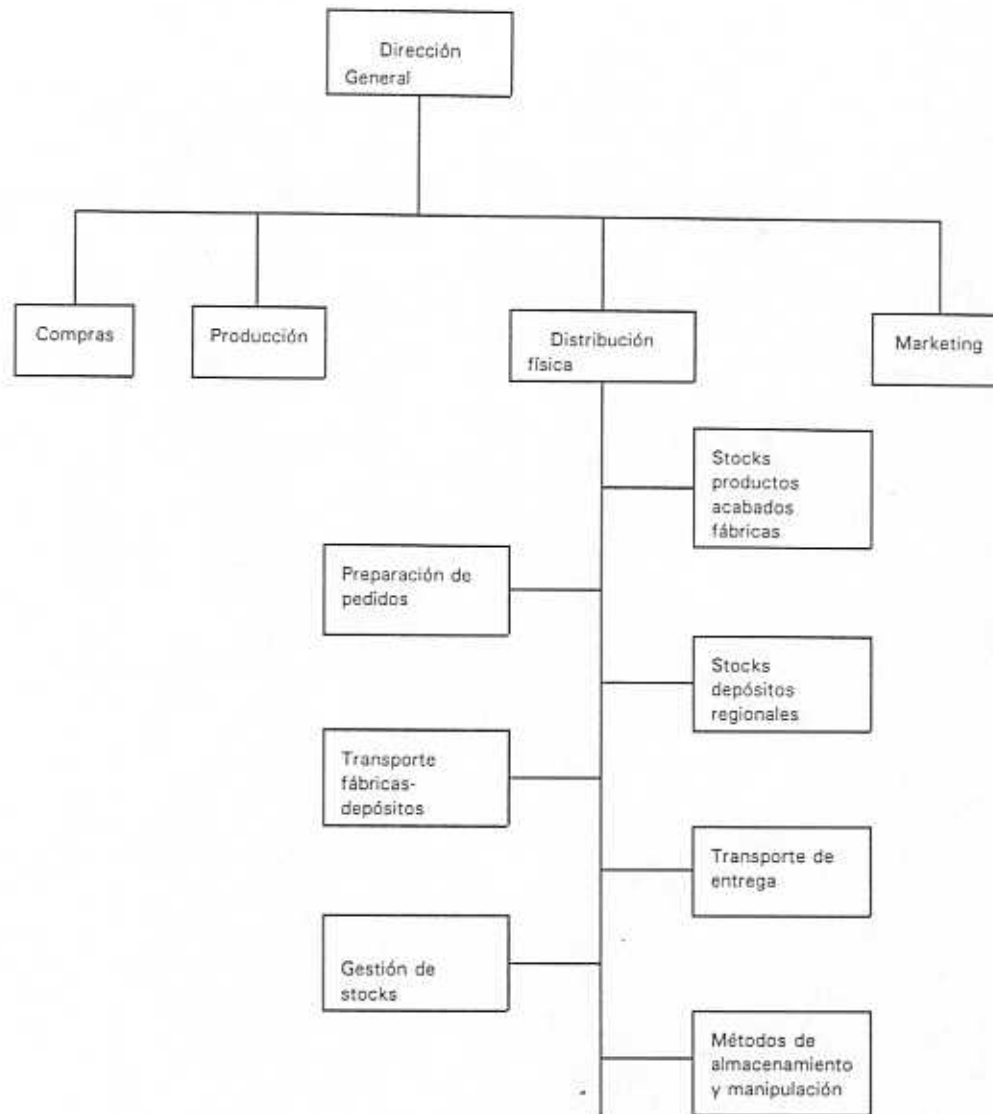 Dirección
General
Compras
Producción
Distribución
física
Marketing
Stocks
productos
acabados
fábricas
Preparación de
pedidos
Stocks
depósitos
regionales
Transporte
fábricas-
depósitos
Transporte de
entrega
Gestión de
stocks
Métodos de
almacenamiento
y manipulación